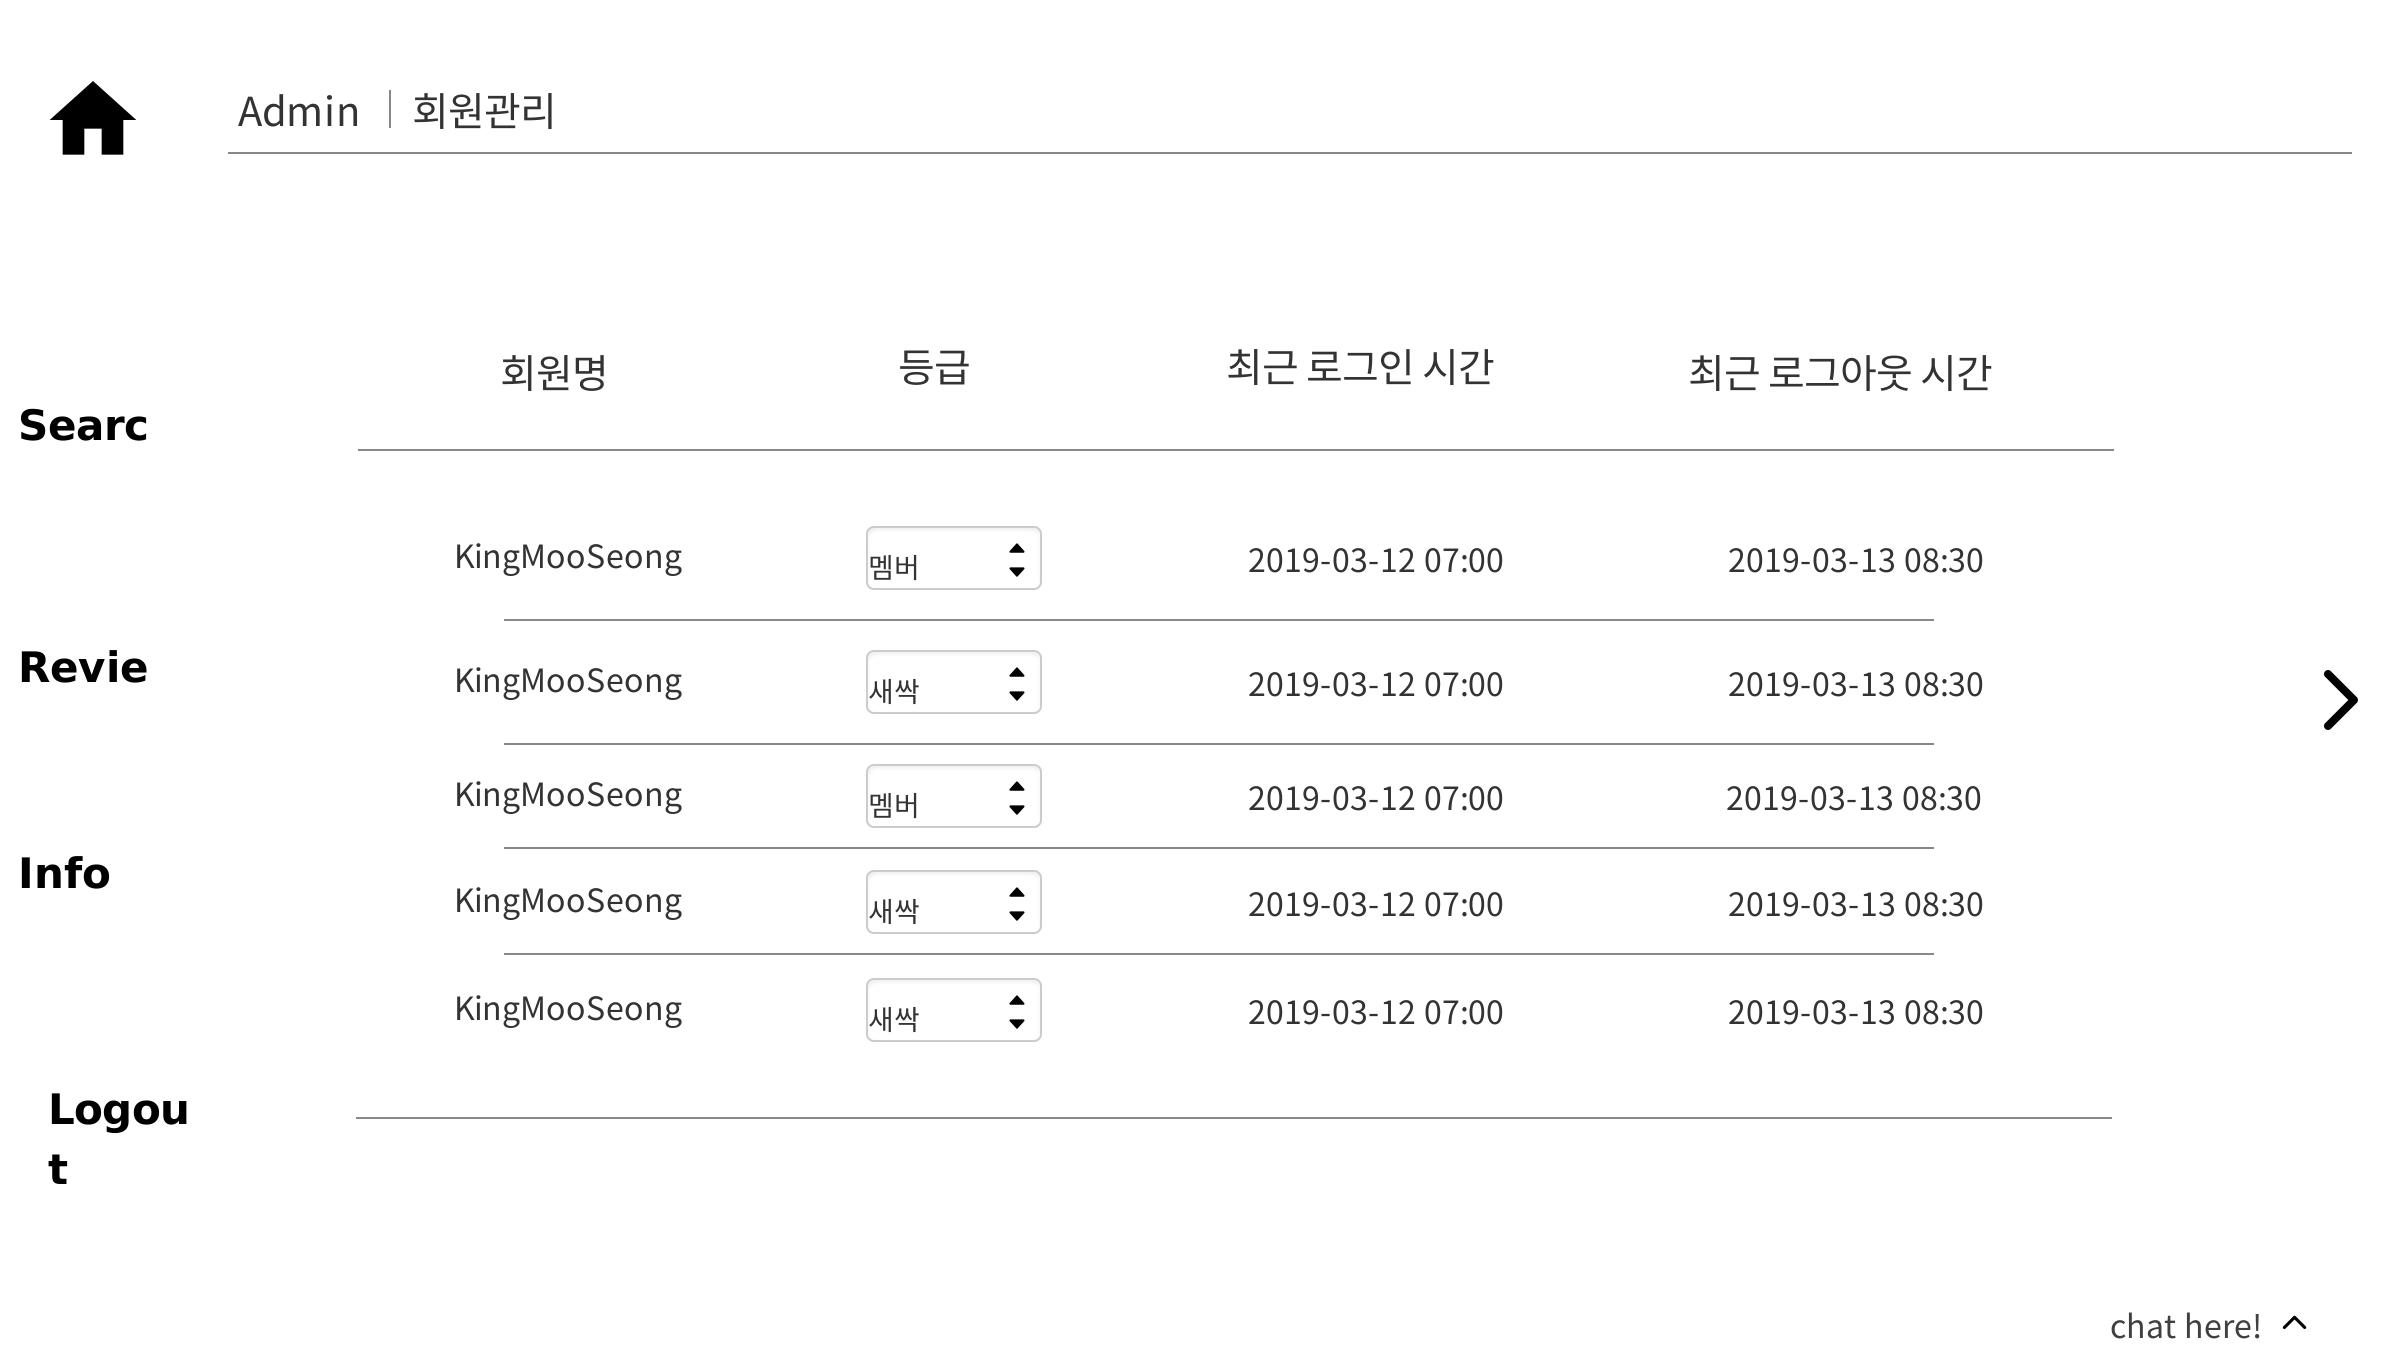 Admin 회원관리
회원명 등급 최근 로그인 시간 최근 로그아웃 시간
Searc
KingMooSeong 멤버 2019-03-12 07:00 2019-03-13 08:30
Revie
KingMooSeong 새싹 2019-03-12 07:00 2019-03-13 08:30
KingMooSeong 멤버 2019-03-12 07:00 2019-03-13 08:30
Info
KingMooSeong 새싹 2019-03-12 07:00 2019-03-13 08:30
KingMooSeong 새싹 2019-03-12 07:00 2019-03-13 08:30
Logou
t
chat here!